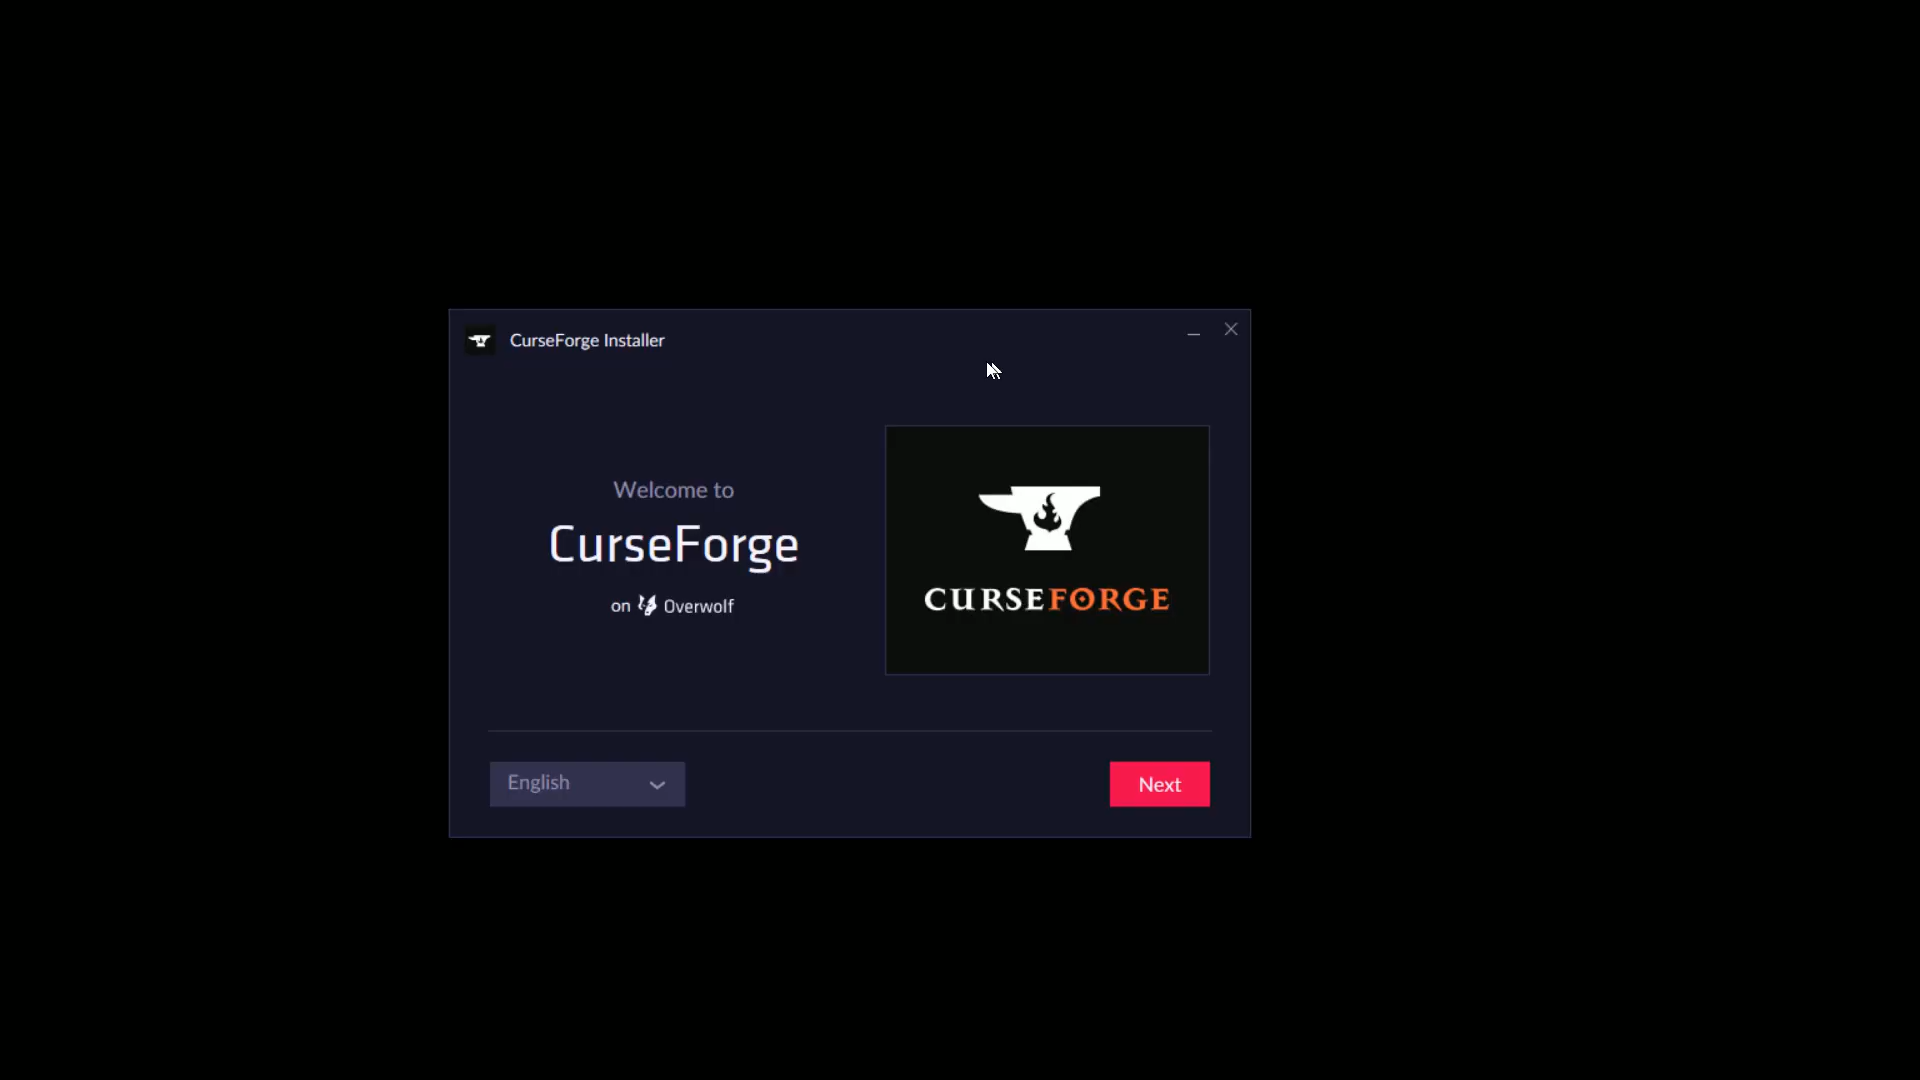 CurseForge Installer
Welcome to
CurseForge
on Overwolf
CURSEFORGE
English
Next